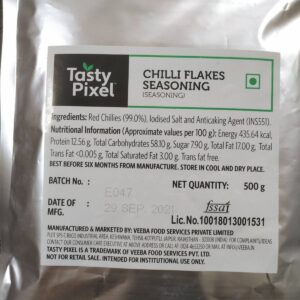 Tasty
Pixel
CHILLI FLAKES
SEASONING
(SEASONING)
Ingredients: Red Chillies (99.0%), Iodised Salt and Anticaking Agent (INS551).
Nutritional Information (Approximate values per 100 g): Energy 435.64 kcal,
Protein 12.56 g, Total Carbohydrates 58.10 g, Sugar 7.90 g, Total Fat 17.00 g, Total
Trans Fat <0.005 g, Total Saturated Fat 3.00 g, Trans fat free.
BEST BEFORE SIX MONTHS FROM MANUFACTURE. STORE IN COOL AND DRY PLACE.
BATCH No. : E047 NET QUANTITY: 500 g
DATE OF : 29 SEP. 2021 fssai
MFG. Lic.No.10018013001531
MANUFACTURED & MARKETED BY: VEEBA FOOD SERVICES PRIVATE LIMITED
TASTY PIXEL IS A TRADEMARK OF VEEBA FOOD SERVICES PVT. LTD.
NOT FOR RETAIL SALE. INTENDED FOR INSTITUTIONAL USE ONLY.